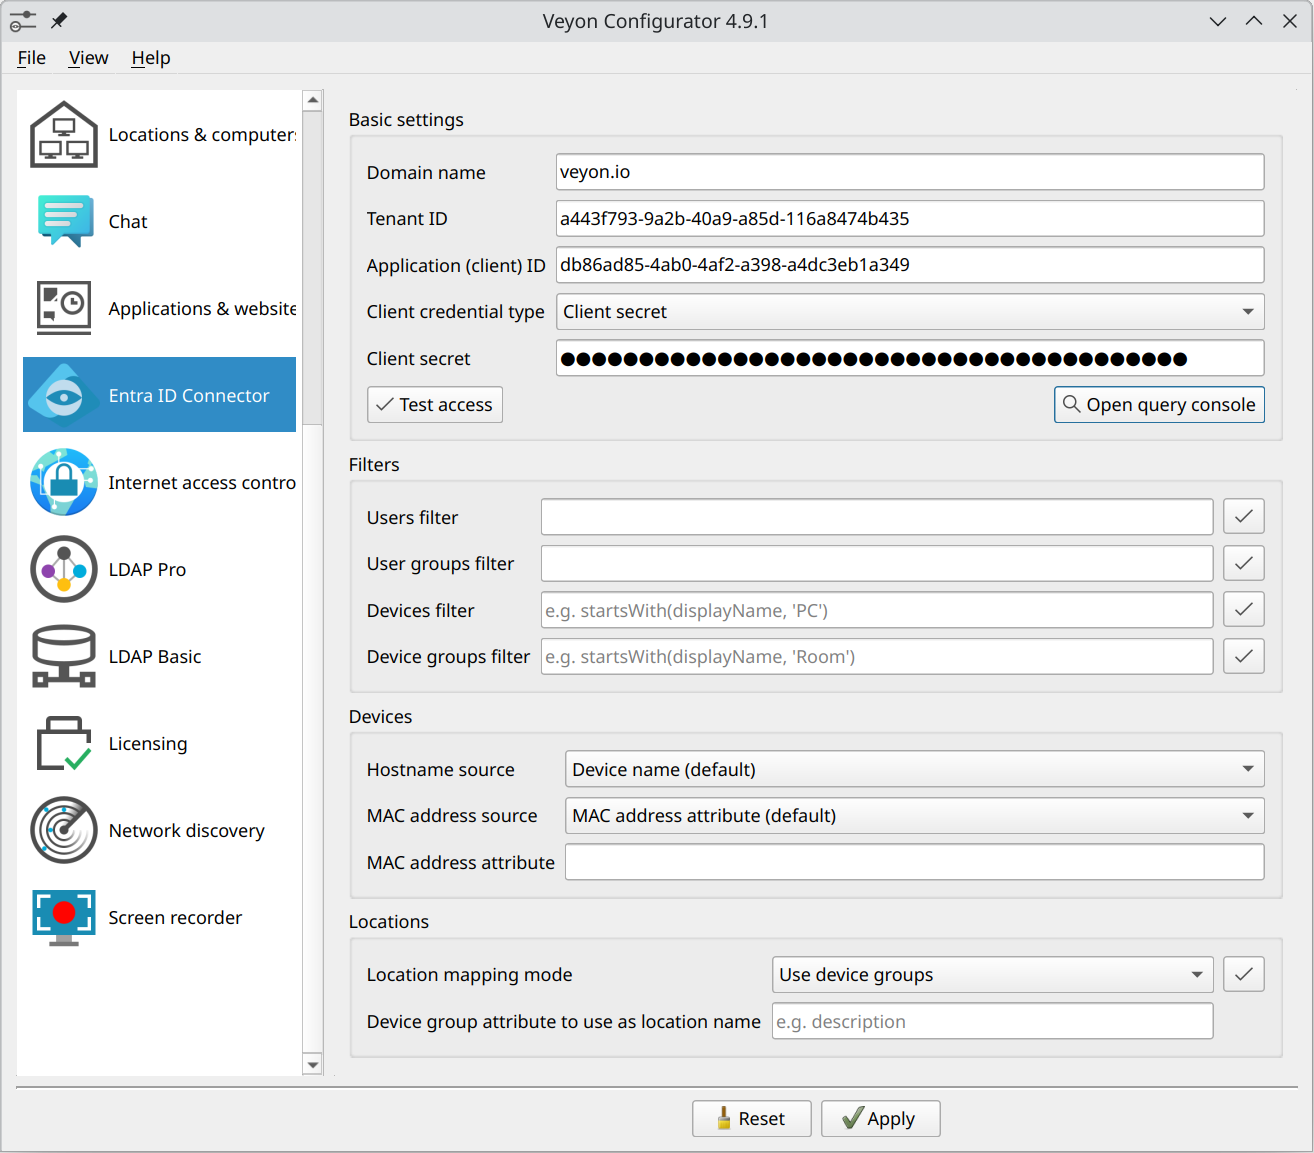 Veyon Configurator 4.9.1
File View Help
Locations & computers
Chat
Applications & website
Entra ID Connector
Internet access contro
LDAP Pro
LDAP Basic
Licensing
Network discovery
Screen recorder
Basic settings
Domain name veyon.io
Tenant ID a443f793-9a2b-40a9-a85d-116a8474b435
Application (client) ID db86ad85-4ab0-4af2-a398-a4dc3eb1a349
Client credential type Client secret
Client secret ●●●●●●●●●●●●●●●●●●●●●●●●●●●●●●●●●●●●●●●●
Test access Open query console
Filters
Users filter
User groups filter
Devices filter e.g. startsWith(displayName, 'PC')
Device groups filter e.g. startsWith(displayName, 'Room')
Devices
Hostname source Device name (default)
MAC address source MAC address attribute (default)
MAC address attribute
Locations
Location mapping mode Use device groups
Device group attribute to use as location name e.g. description
Reset Apply